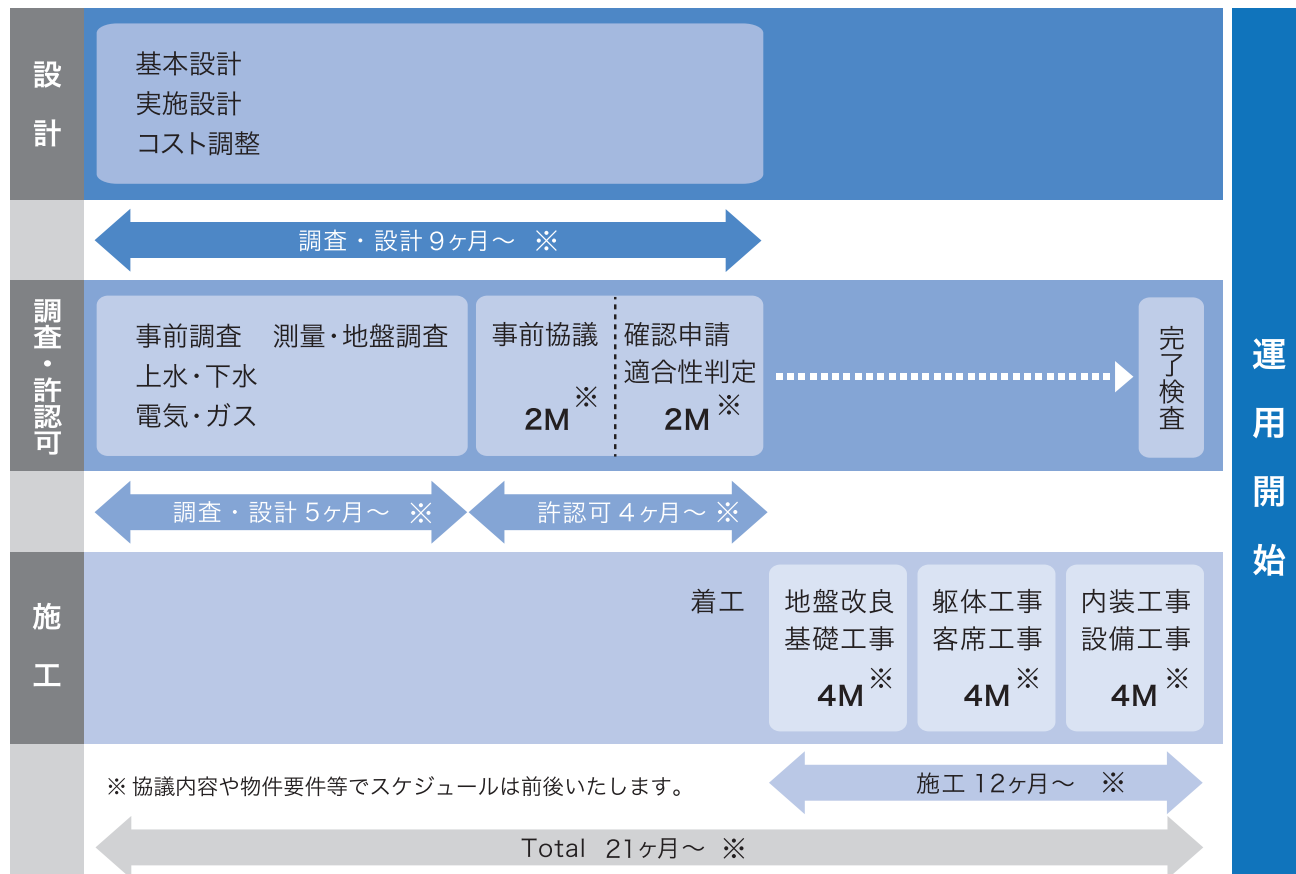 設計
基本設計
実施設計
コスト調整
調査・設計 9ヶ月〜 ※
調査・許認可
事前調査 測量・地盤調査
上水・下水
電気・ガス
事前協議
2M※
確認申請
適合性判定
2M※
完了検査
調査・設計 5ヶ月〜 ※
許認可 4ヶ月〜 ※
施工
着工
地盤改良
基礎工事
4M※
躯体工事
客席工事
4M※
内装工事
設備工事
4M※
※ 協議内容や物件要件等でスケジュールは前後いたします。
施工 12ヶ月〜 ※
Total 21ヶ月〜 ※
運用開始